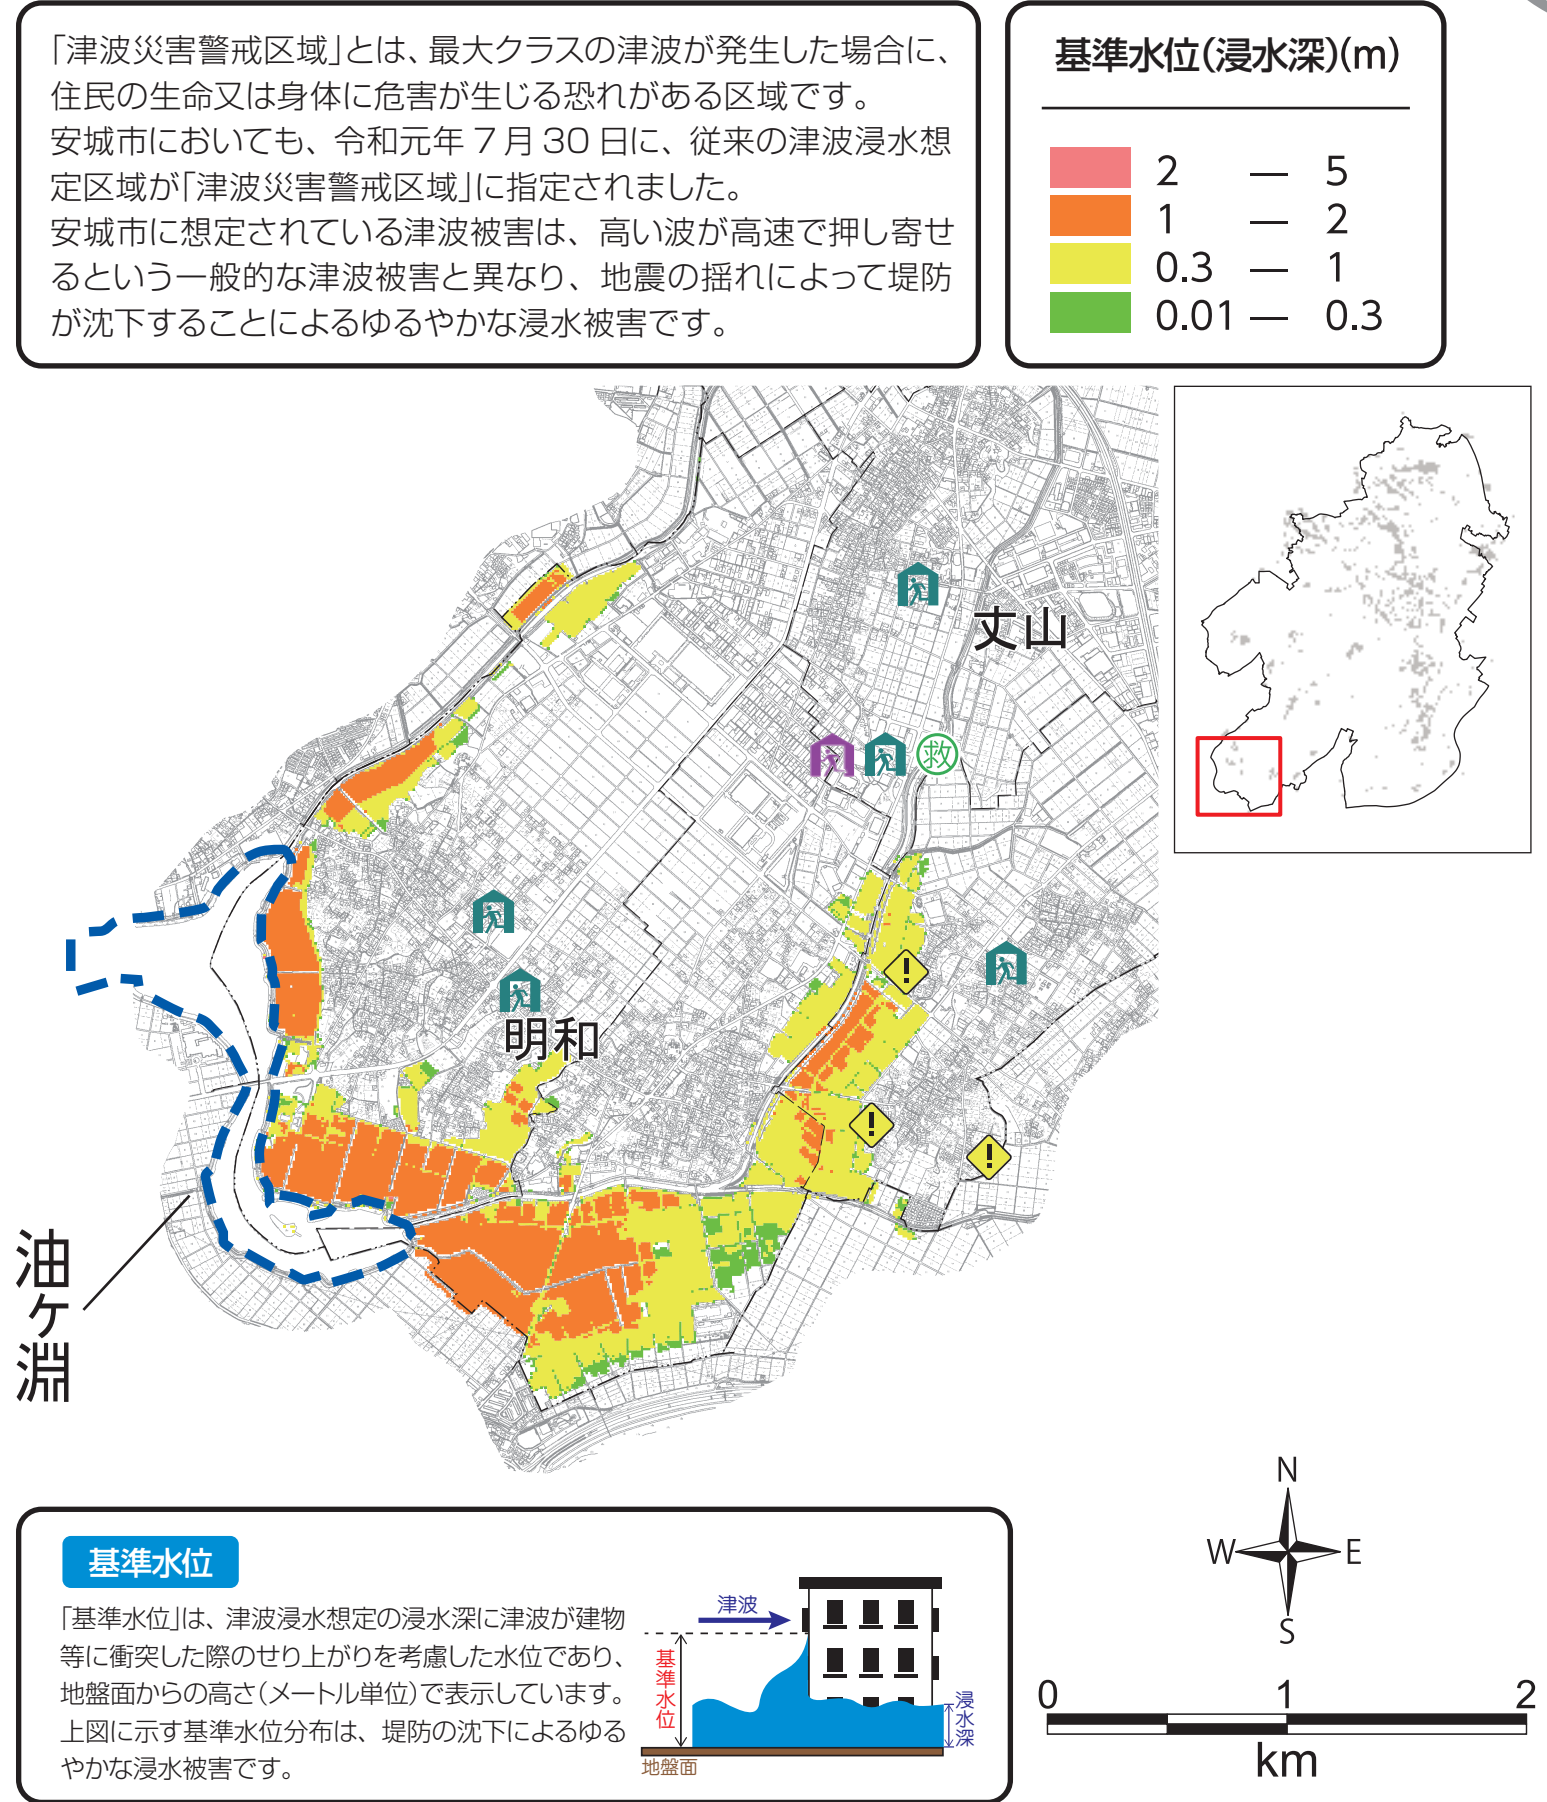 「津波災害警戒区域」とは、最大クラスの津波が発生した場合に、
住民の生命又は身体に危害が生じる恐れがある区域です。
安城市においても、令和元年7月30日に、従来の津波浸水想
定区域が「津波災害警戒区域」に指定されました。
安城市に想定されている津波被害は、高い波が高速で押し寄せ
るという一般的な津波被害と異なり、地震の揺れによって堤防
が沈下することによるゆるやかな浸水被害です。
基準水位(浸水深)(m)
2 — 5
1 — 2
0.3 — 1
0.01 — 0.3
丈山
救
明和
油ヶ淵
基準水位
「基準水位」は、津波浸水想定の浸水深に津波が建物
等に衝突した際のせり上がりを考慮した水位であり、
地盤面からの高さ(メートル単位)で表示しています。
上図に示す基準水位分布は、堤防の沈下によるゆる
やかな浸水被害です。
津波
基準水位
浸水深
地盤面
N
W E
S
0 1 2
km